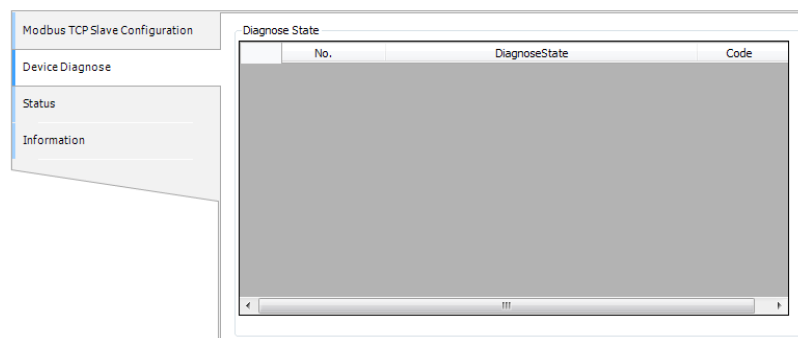 Modbus TCP Slave Configuration
Device Diagnose
Status
Information
Diagnose State
No. DiagnoseState Code